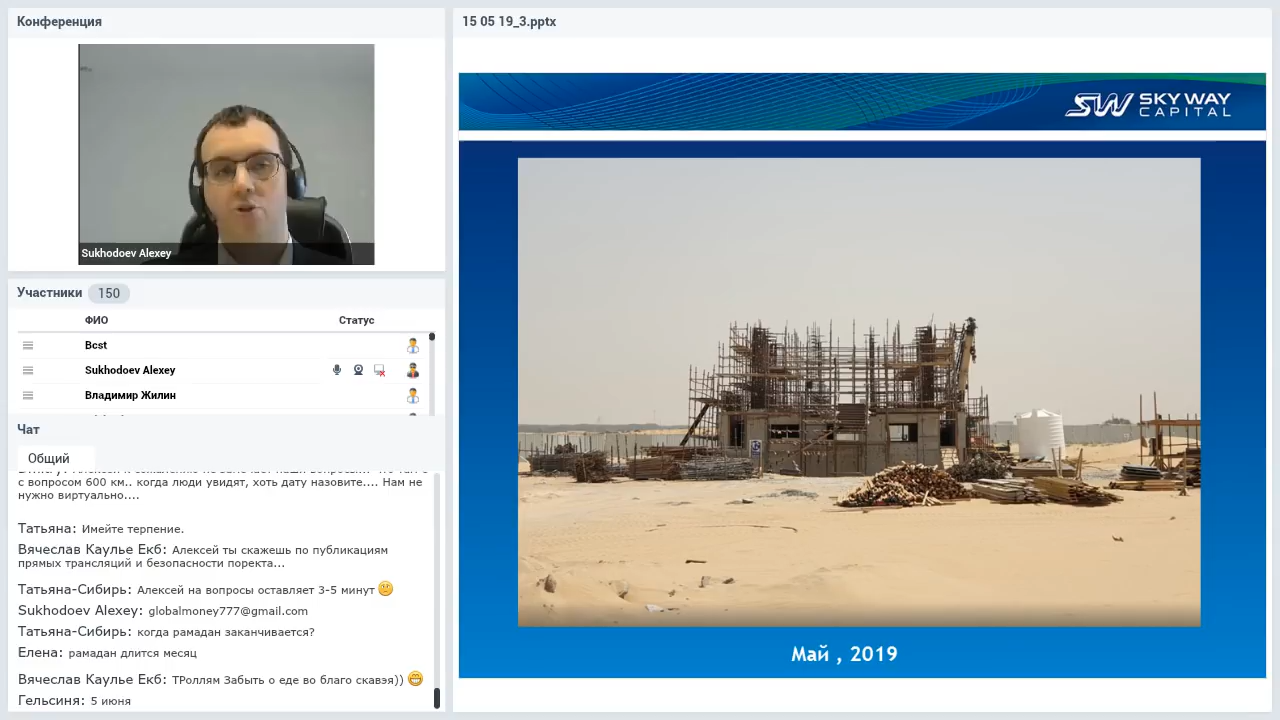 Конференция
Sukhodoev Alexey
Участники 150
ФИО Статус
Bcst
Sukhodoev Alexey
Владимир Жилин
Чат
Общий
с вопросом 600 км.. когда люди увидят, хоть дату назовите.... Нам не
нужно виртуально....
Татьяна: Имейте терпение.
Вячеслав Каулье Екб: Алексей ты скажешь по публикациям
прямых трансляций и безопасности поректа...
Татьяна-Сибирь: Алексей на вопросы оставляет 3-5 минут
Sukhodoev Alexey: globalmoney777@gmail.com
Татьяна-Сибирь: когда рамадан заканчивается?
Елена: рамадан длится месяц
Вячеслав Каулье Екб: ТРоллям Забыть о еде во благо скавэя))
Гельсиня: 5 июня
15 05 19_3.pptx
SW SKY WAY
CAPITAL
Май , 2019